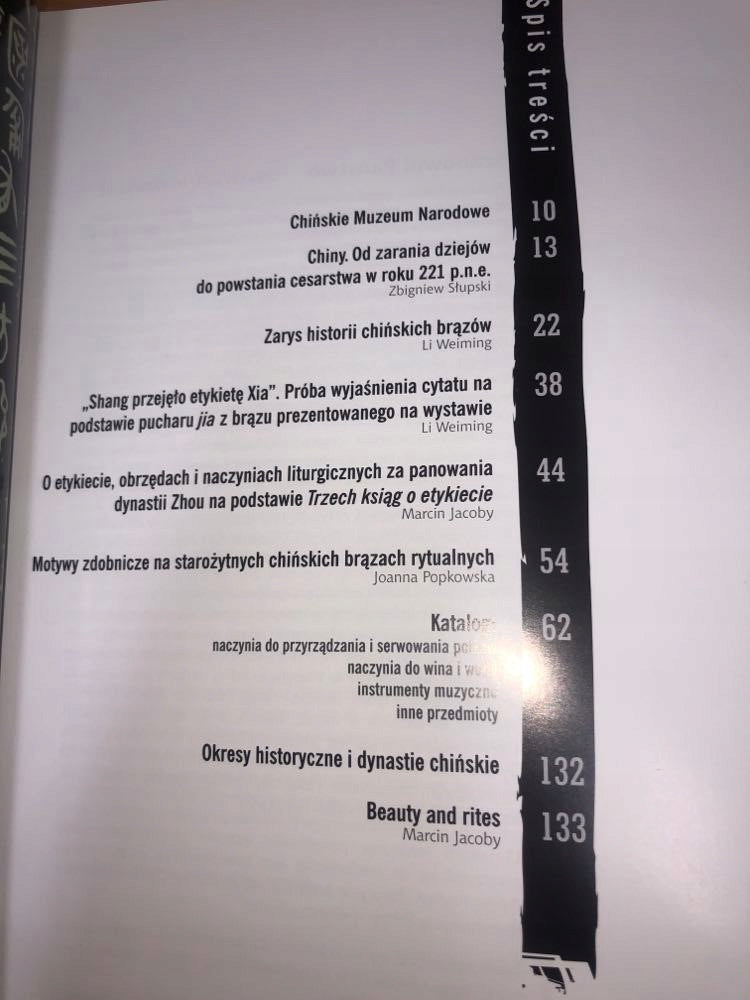 Spis treści
Chińskie Muzeum Narodowe 10
Chiny. Od zarania dziejów 13
do powstania cesarstwa w roku 221 p.n.e.
Zbigniew Słupski
Zarys historii chińskich brązów 22
Li Weiming
„Shang przejęło etykietę Xia”. Próba wyjaśnienia cytatu na 38
podstawie pucharu jia z brązu prezentowanego na wystawie
Li Weiming
O etykiecie, obrzędach i naczyniach liturgicznych za panowania 44
dynastii Zhou na podstawie Trzech ksiąg o etykiecie
Marcin Jacoby
Motywy zdobnicze na starożytnych chińskich brązach rytualnych 54
Joanna Popkowska
Katalog 62
naczynia do przyrządzania i serwowania
naczynia do wina i
instrumenty muzyczne
inne przedmioty
Okresy historyczne i dynastie chińskie 132
Beauty and rites 133
Marcin Jacoby